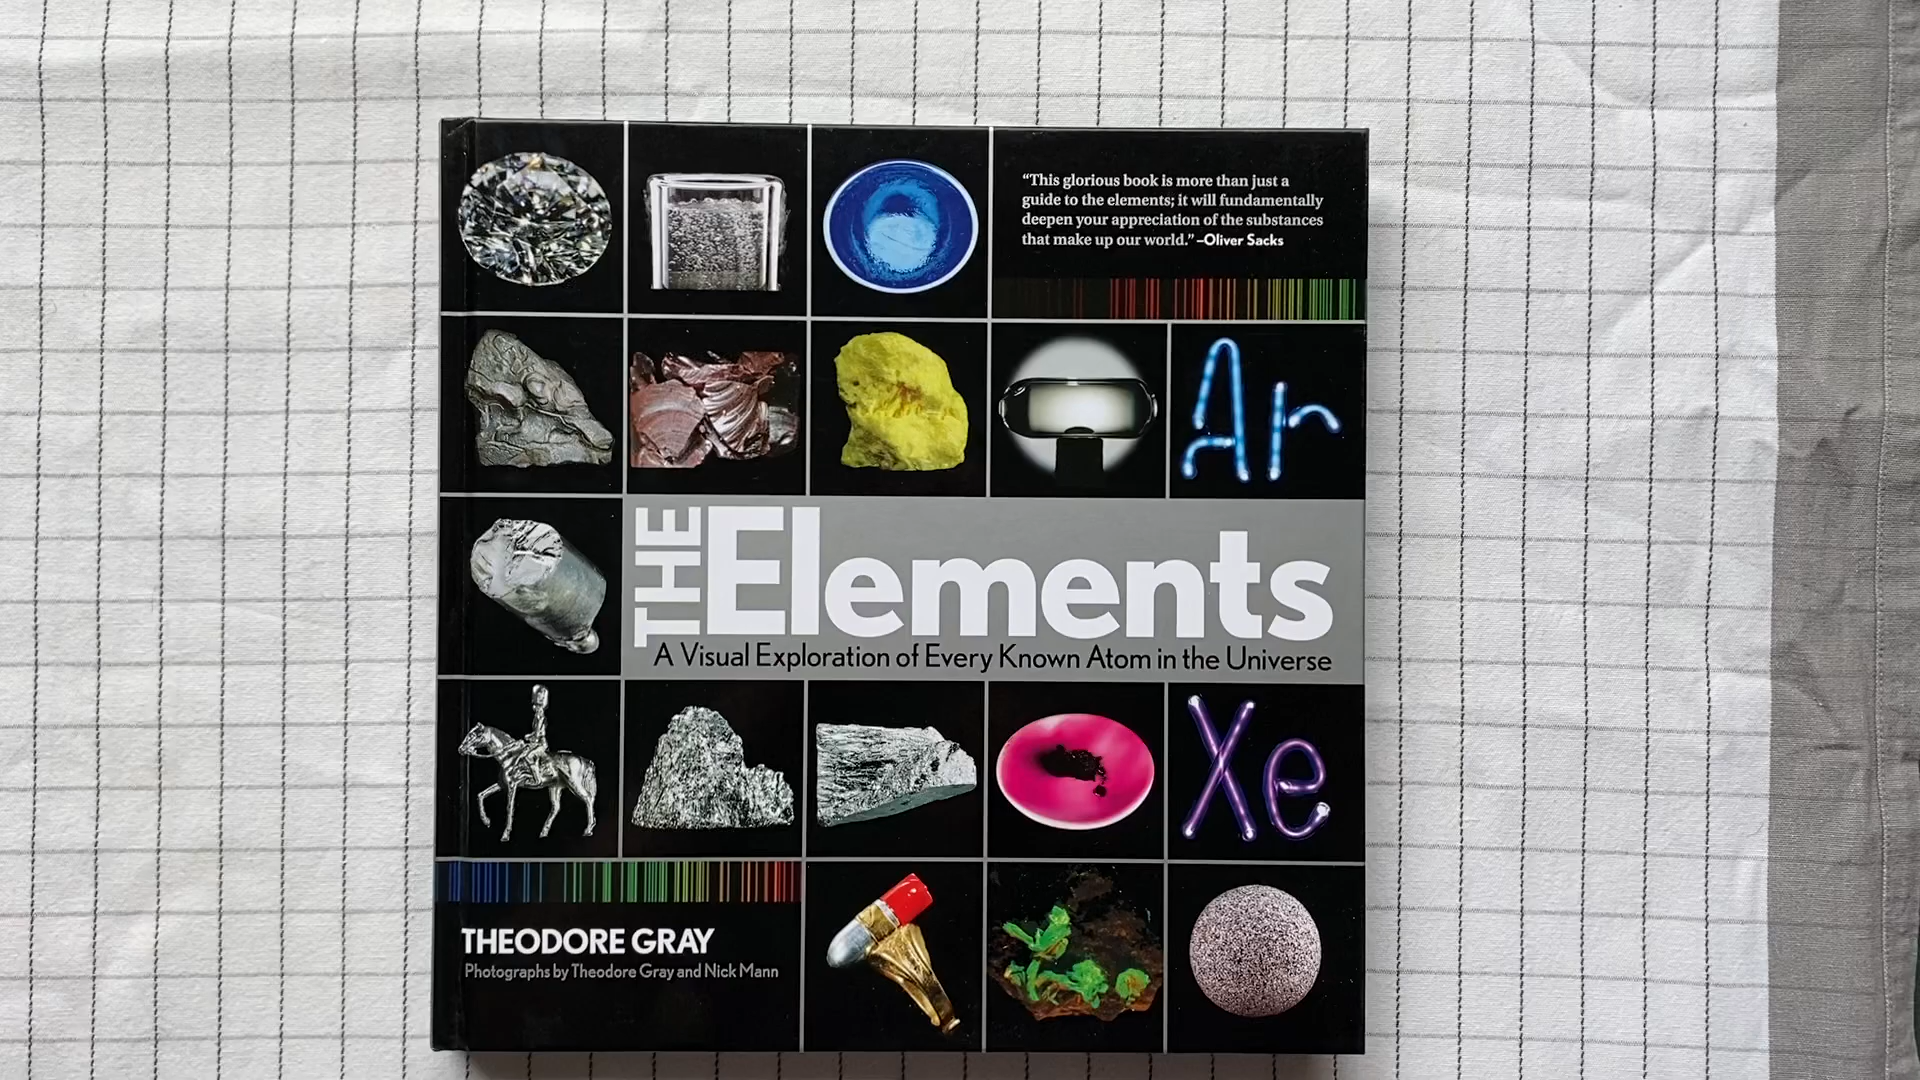 “This glorious book is more than just a
guide to the elements; it will fundamentally
deepen your appreciation of the substances
that make up our world.” –Oliver Sacks
Ar
THE Elements
A Visual Exploration of Every Known Atom in the Universe
Xe
THEODORE GRAY
Photographs by Theodore Gray and Nick Mann